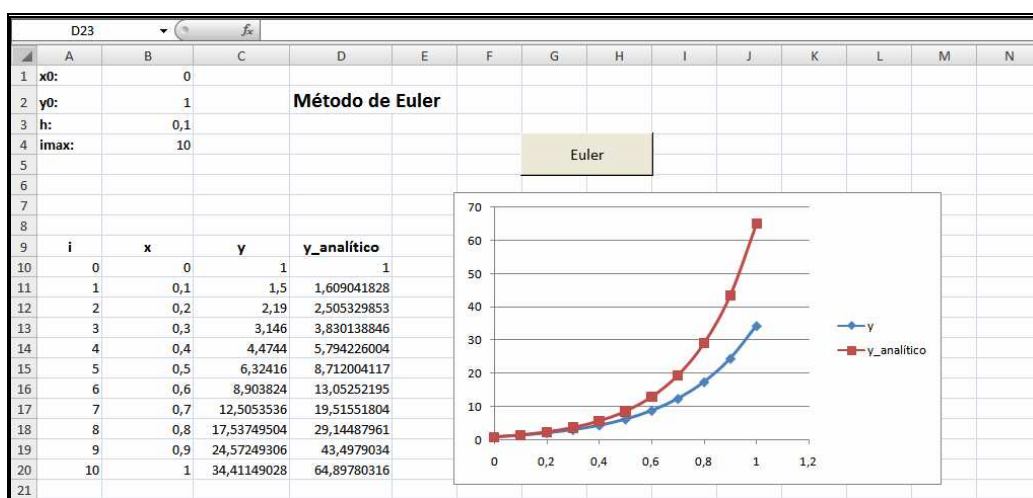 D23 fx
A B C D E F G H I J K L M N
1 x0: 0
2 y0: 1 Método de Euler
3 h: 0,1
4 imax: 10
Euler
5
6
7
8
9 i x y y_analítico
10 0 0 1 1
11 1 0,1 1,5 1,609041828
12 2 0,2 2,19 2,505329853
13 3 0,3 3,146 3,830138846
14 4 0,4 4,4744 5,794226004
15 5 0,5 6,32416 8,712004117
16 6 0,6 8,903824 13,05252195
17 7 0,7 12,5053536 19,51551804
18 8 0,8 17,53749504 29,14487961
19 9 0,9 24,57249306 43,4979034
20 10 1 34,41149028 64,89780316
21
70
60
50
40
30
20
10
0
0 0,2 0,4 0,6 0,8 1 1,2
y
y_analítico